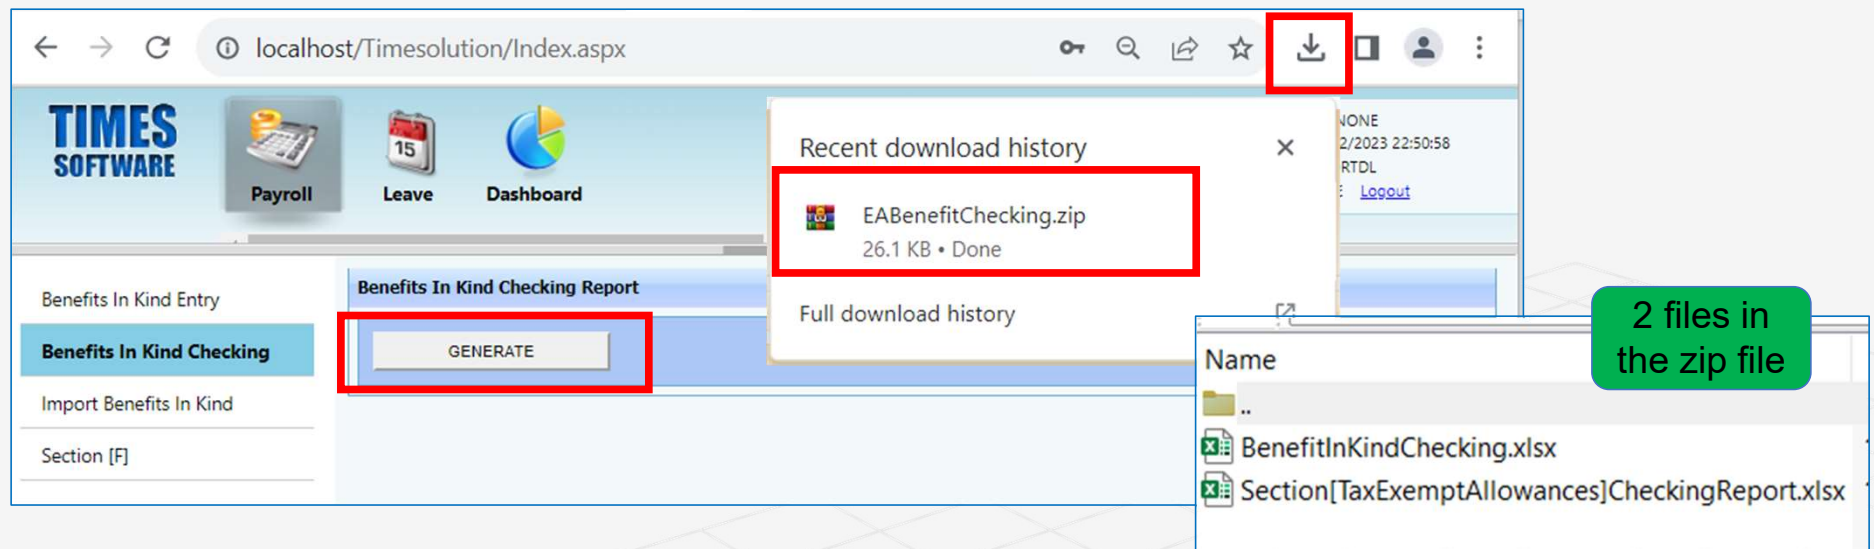 localhost/Timesolution/Index.aspx
TIMES
SOFTWARE
Payroll
15
Leave
Dashboard
Recent download history
EABenefitChecking.zip
26.1 KB • Done
Full download history
2/2023 22:50:58
RTDL
Logout
Benefits In Kind Entry
Benefits In Kind Checking
Import Benefits In Kind
Section [F]
Benefits In Kind Checking Report
GENERATE
2 files in
the zip file
Name
..
BenefitInKindChecking.xlsx
Section[TaxExemptAllowances]CheckingReport.xlsx